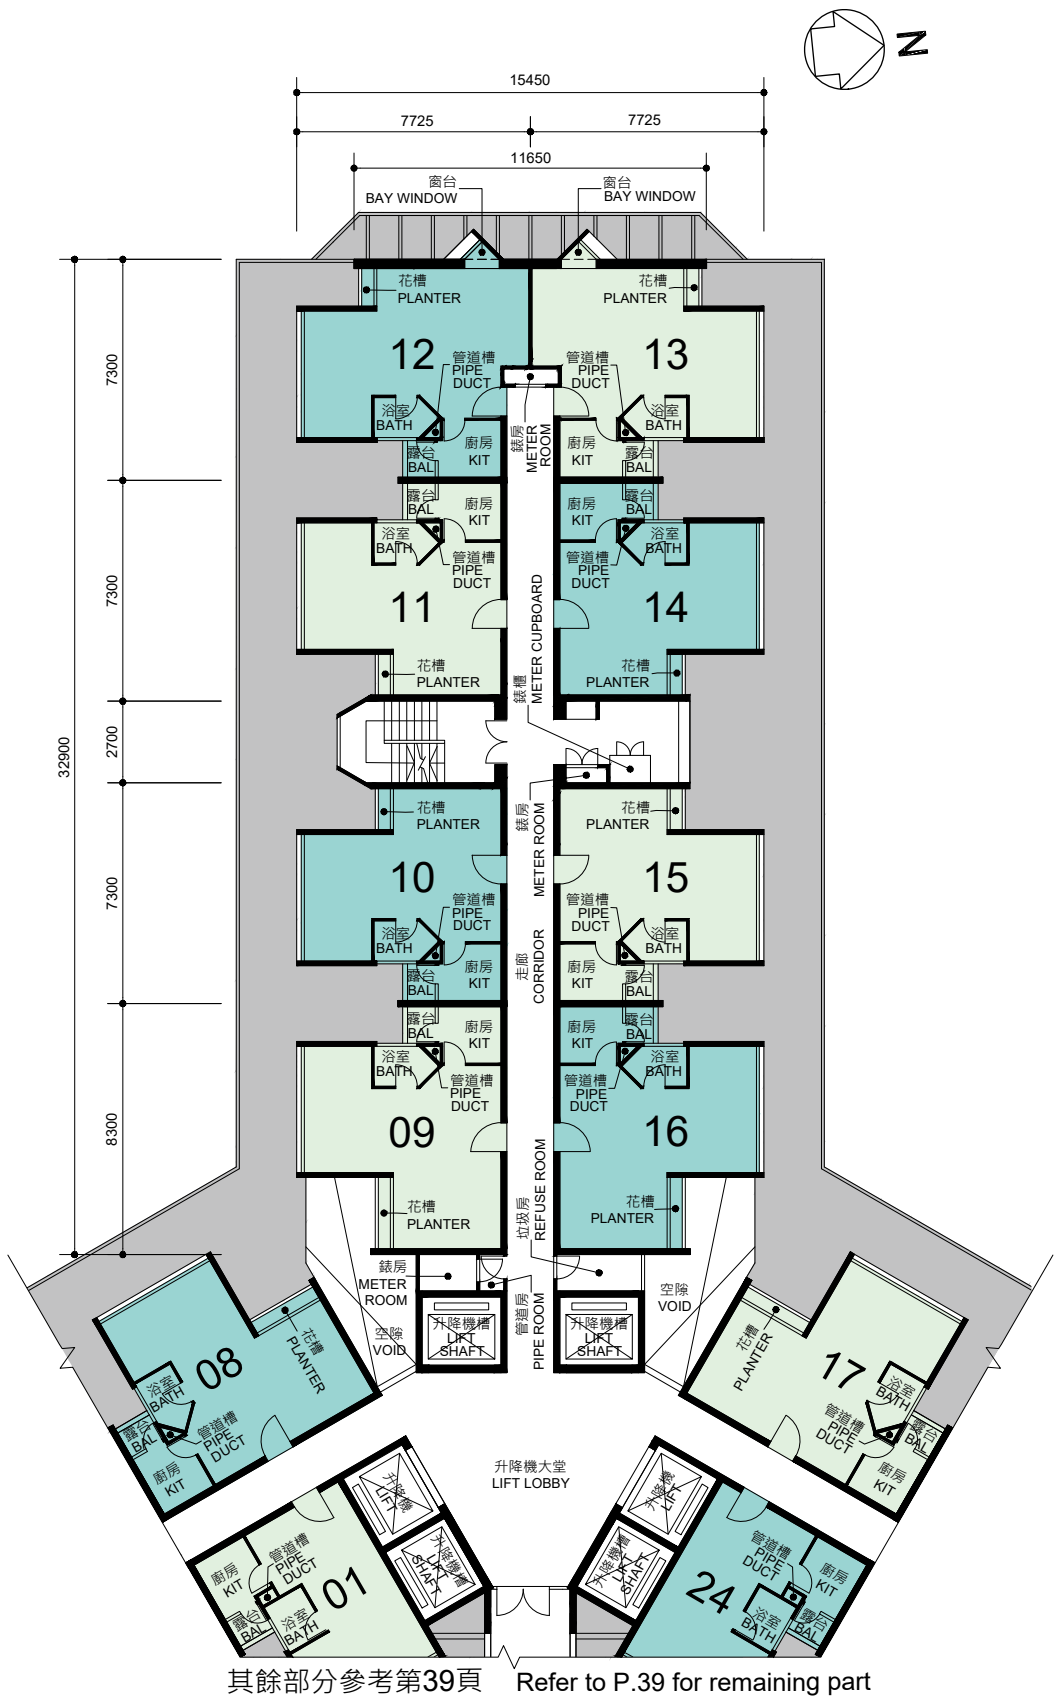 N
15450
7725
7725
11650
窗台
BAY WINDOW
窗台
BAY WINDOW
花槽
PLANTER
花槽
PLANTER
12
13
管道槽
PIPE
DUCT
管道槽
PIPE
DUCT
7300
浴室
BATH
浴室
BATH
廚房
KIT
錶房
METER
ROOM
廚房
KIT
露台
BAL
露台
BAL
露台
BAL
廚房
KIT
廚房
KIT
露台
BAL
浴室
BATH
浴室
BATH
管道槽
PIPE
DUCT
管道槽
PIPE
DUCT
7300
11
14
錶櫃
METER CUPBOARD
花槽
PLANTER
花槽
PLANTER
2700
32900
花槽
PLANTER
花槽
PLANTER
錶房
METER ROOM
10
15
7300
管道槽
PIPE
DUCT
管道槽
PIPE
DUCT
浴室
BATH
浴室
BATH
走廊
CORRIDOR
廚房
KIT
廚房
KIT
露台
BAL
露台
BAL
露台
BAL
廚房
KIT
廚房
KIT
露台
BAL
浴室
BATH
浴室
BATH
管道槽
PIPE
DUCT
管道槽
PIPE
DUCT
8300
09
16
垃圾房
REFUSE ROOM
花槽
PLANTER
花槽
PLANTER
錶房
METER
ROOM
空隙
VOID
空隙
VOID
管道房
PIPE ROOM
升降機槽
LIFT
SHAFT
升降機槽
LIFT
SHAFT
花槽
PLANTER
花槽
PLANTER
08
17
浴室
BATH
浴室
BATH
露台
BAL
管道槽
PIPE
DUCT
管道槽
PIPE
DUCT
露台
BAL
廚房
KIT
廚房
KIT
升降機大堂
LIFT LOBBY
升降機
LIFT
升降機
LIFT
升降機槽
LIFT
SHAFT
升降機槽
LIFT
SHAFT
管道槽
PIPE
DUCT
管道槽
PIPE
DUCT
廚房
KIT
廚房
KIT
01
24
露台
BAL
浴室
BATH
浴室
BATH
露台
BAL
其餘部分參考第39頁 Refer to P.39 for remaining part